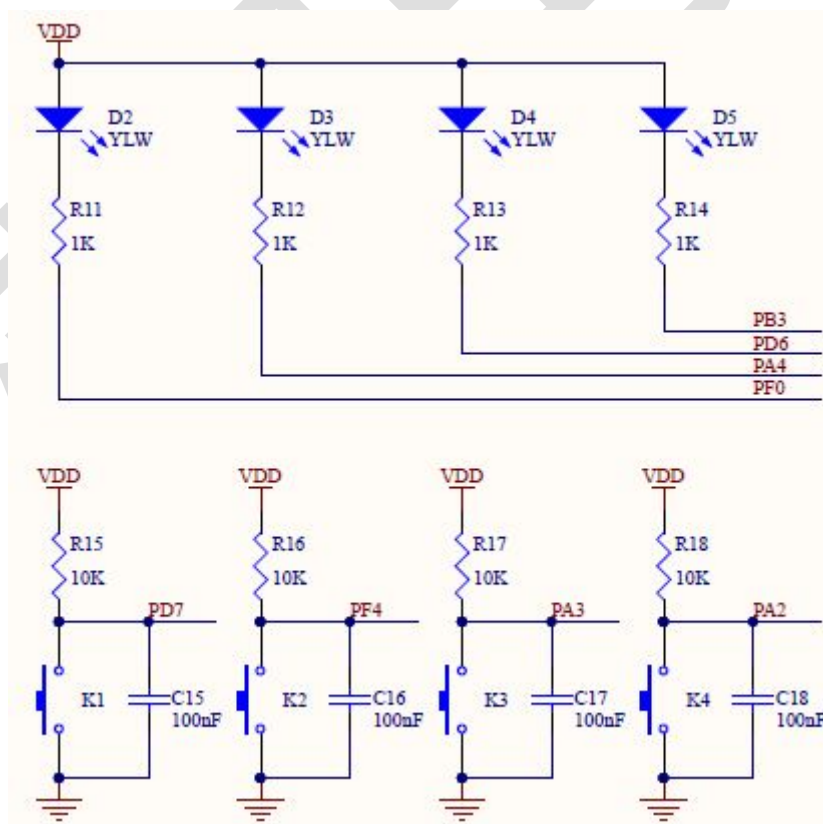 VDD
D2 D3 D4 D5
YLW YLW YLW YLW
R11 R12 R13 R14
1K 1K 1K 1K
PB3
PD6
PA4
PF0
VDD VDD VDD VDD
R15 R16 R17 R18
10K 10K 10K 10K
PD7 PF4 PA3 PA2
K1 C15 K2 C16 K3 C17 K4 C18
100nF 100nF 100nF 100nF